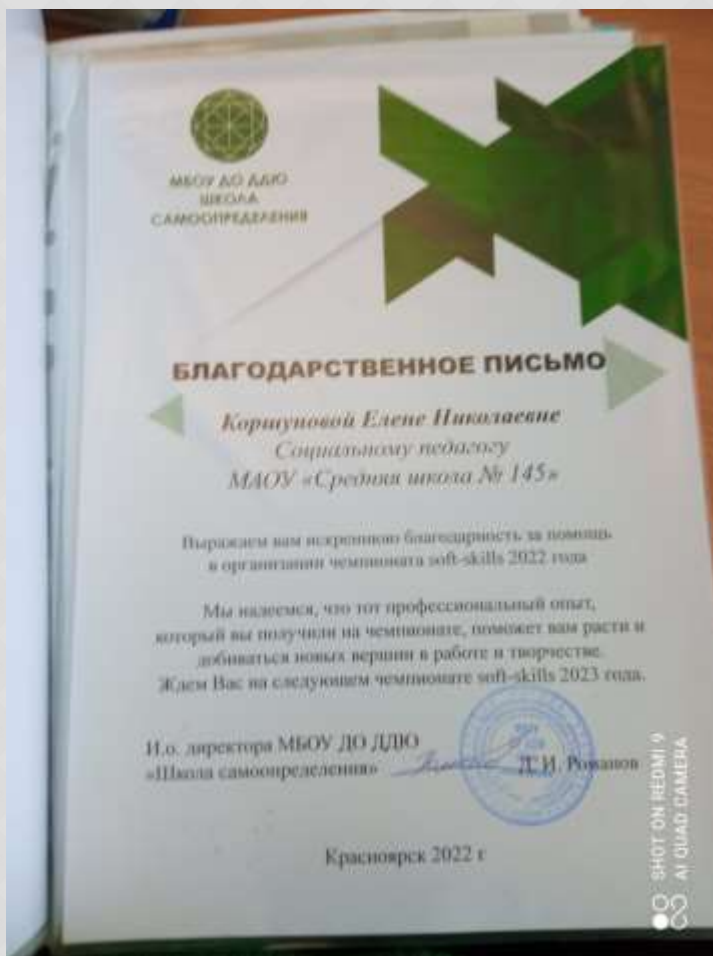 МБОУ ДО ДДЮ
ШКОЛА
САМООПРЕДЕЛЕНИЯ
БЛАГОДАРСТВЕННОЕ ПИСЬМО
Коршуновой Елене Николаевне
Социальному педагогу
МАОУ «Средняя школа № 145»
Выражаем вам искреннюю благодарность за помощь
в организации чемпионата soft-skills 2022 года
Мы надеемся, что тот профессиональный опыт,
который вы получили на чемпионате, поможет вам расти и
добиваться новых вершин в работе и творчестве.
Ждем Вас на следующем чемпионате soft-skills 2023 года.
И.о. директора МБОУ ДО ДДЮ
«Школа самоопределения» Д. И. Романов
Красноярск 2022 г
SHOT ON REDMI 9
AI QUAD CAMERA